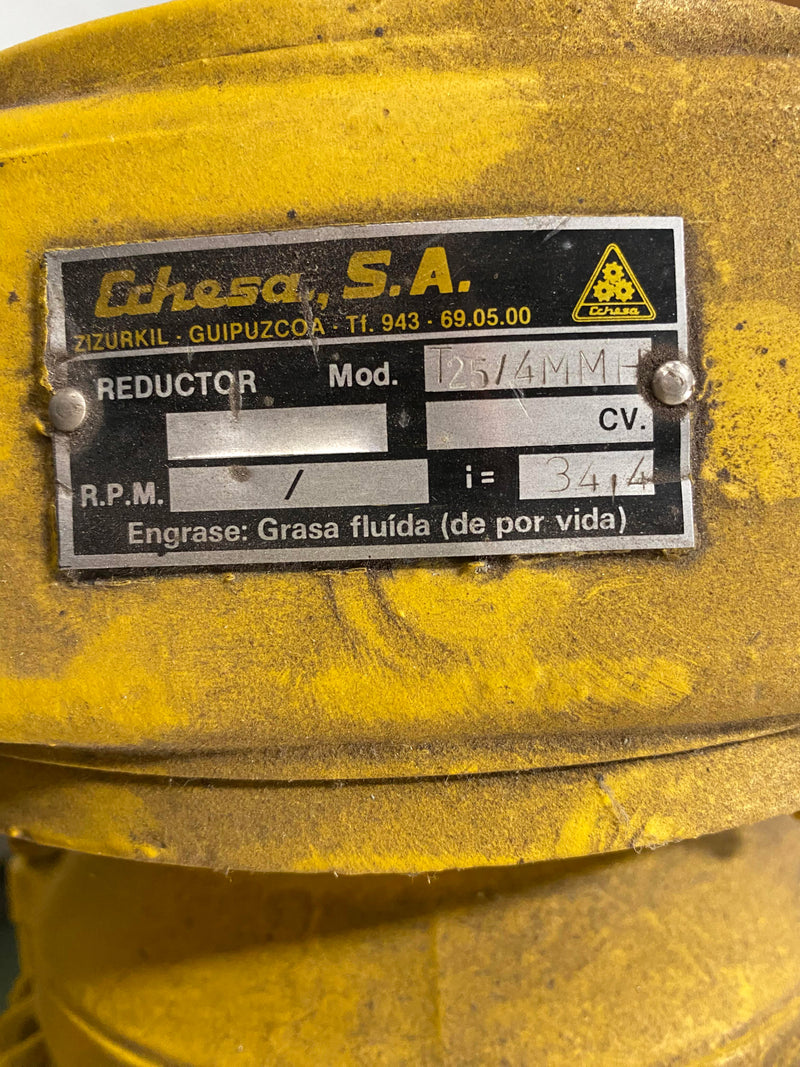 Echesa, S.A.
Echesa
ZIZURKIL - GUIPUZCOA - Tf. 943 - 69.05.00
REDUCTOR Mod. T25/4MMH
CV.
R.P.M. / i = 34,4
Engrase: Grasa fluída (de por vida)